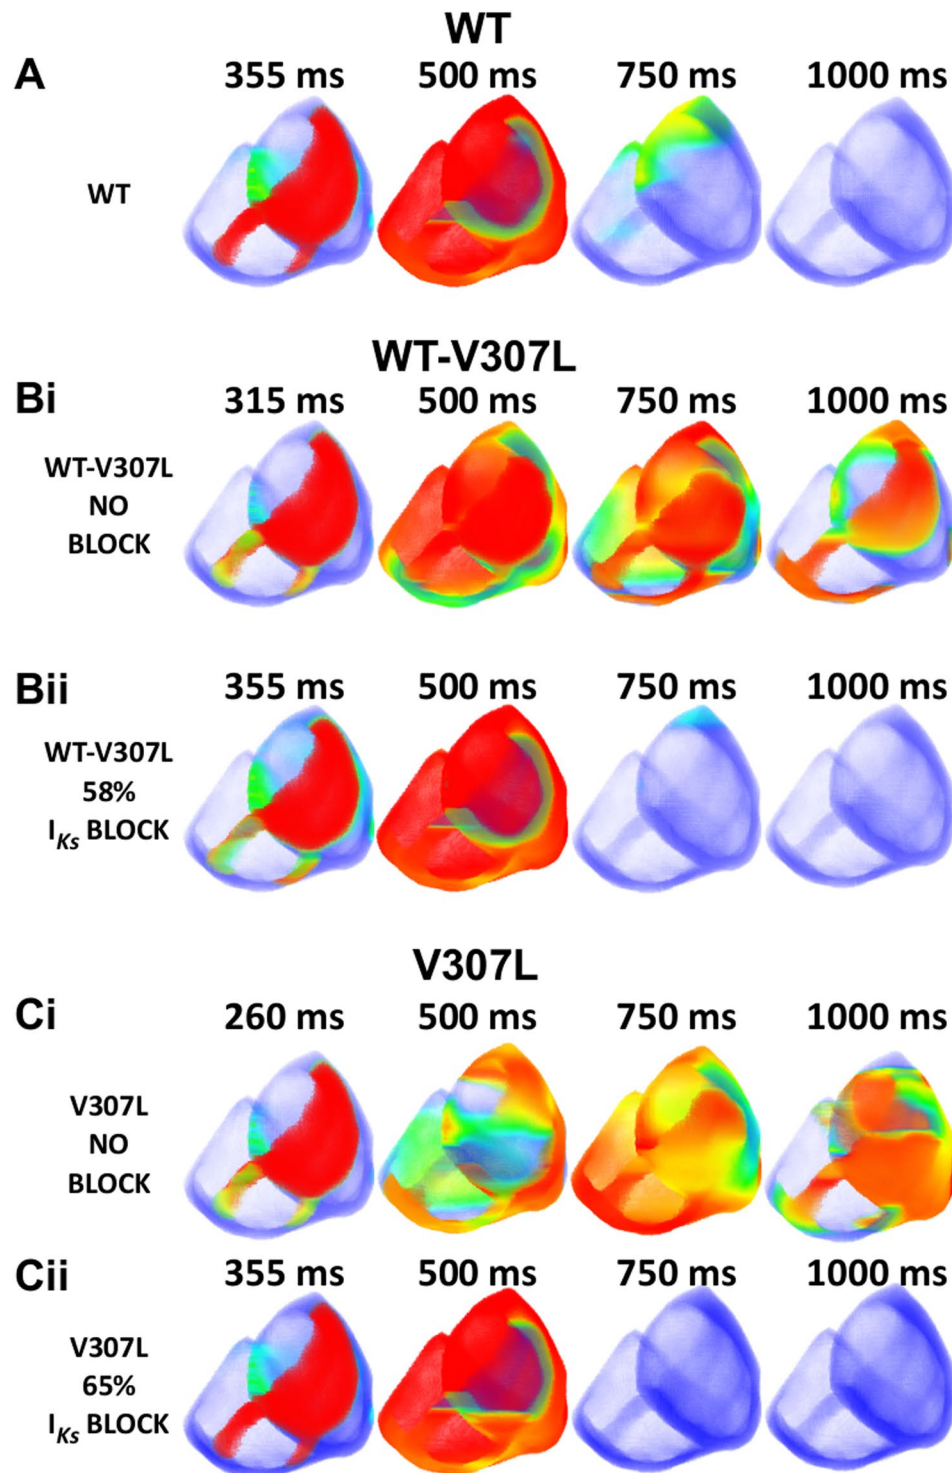 WT
A 355 ms 500 ms 750 ms 1000 ms
WT
WT-V307L
Bi 315 ms 500 ms 750 ms 1000 ms
WT-V307L
NO
BLOCK
Bii 355 ms 500 ms 750 ms 1000 ms
WT-V307L
58%
IKs BLOCK
V307L
Ci 260 ms 500 ms 750 ms 1000 ms
V307L
NO
BLOCK
Cii 355 ms 500 ms 750 ms 1000 ms
V307L
65%
IKs BLOCK